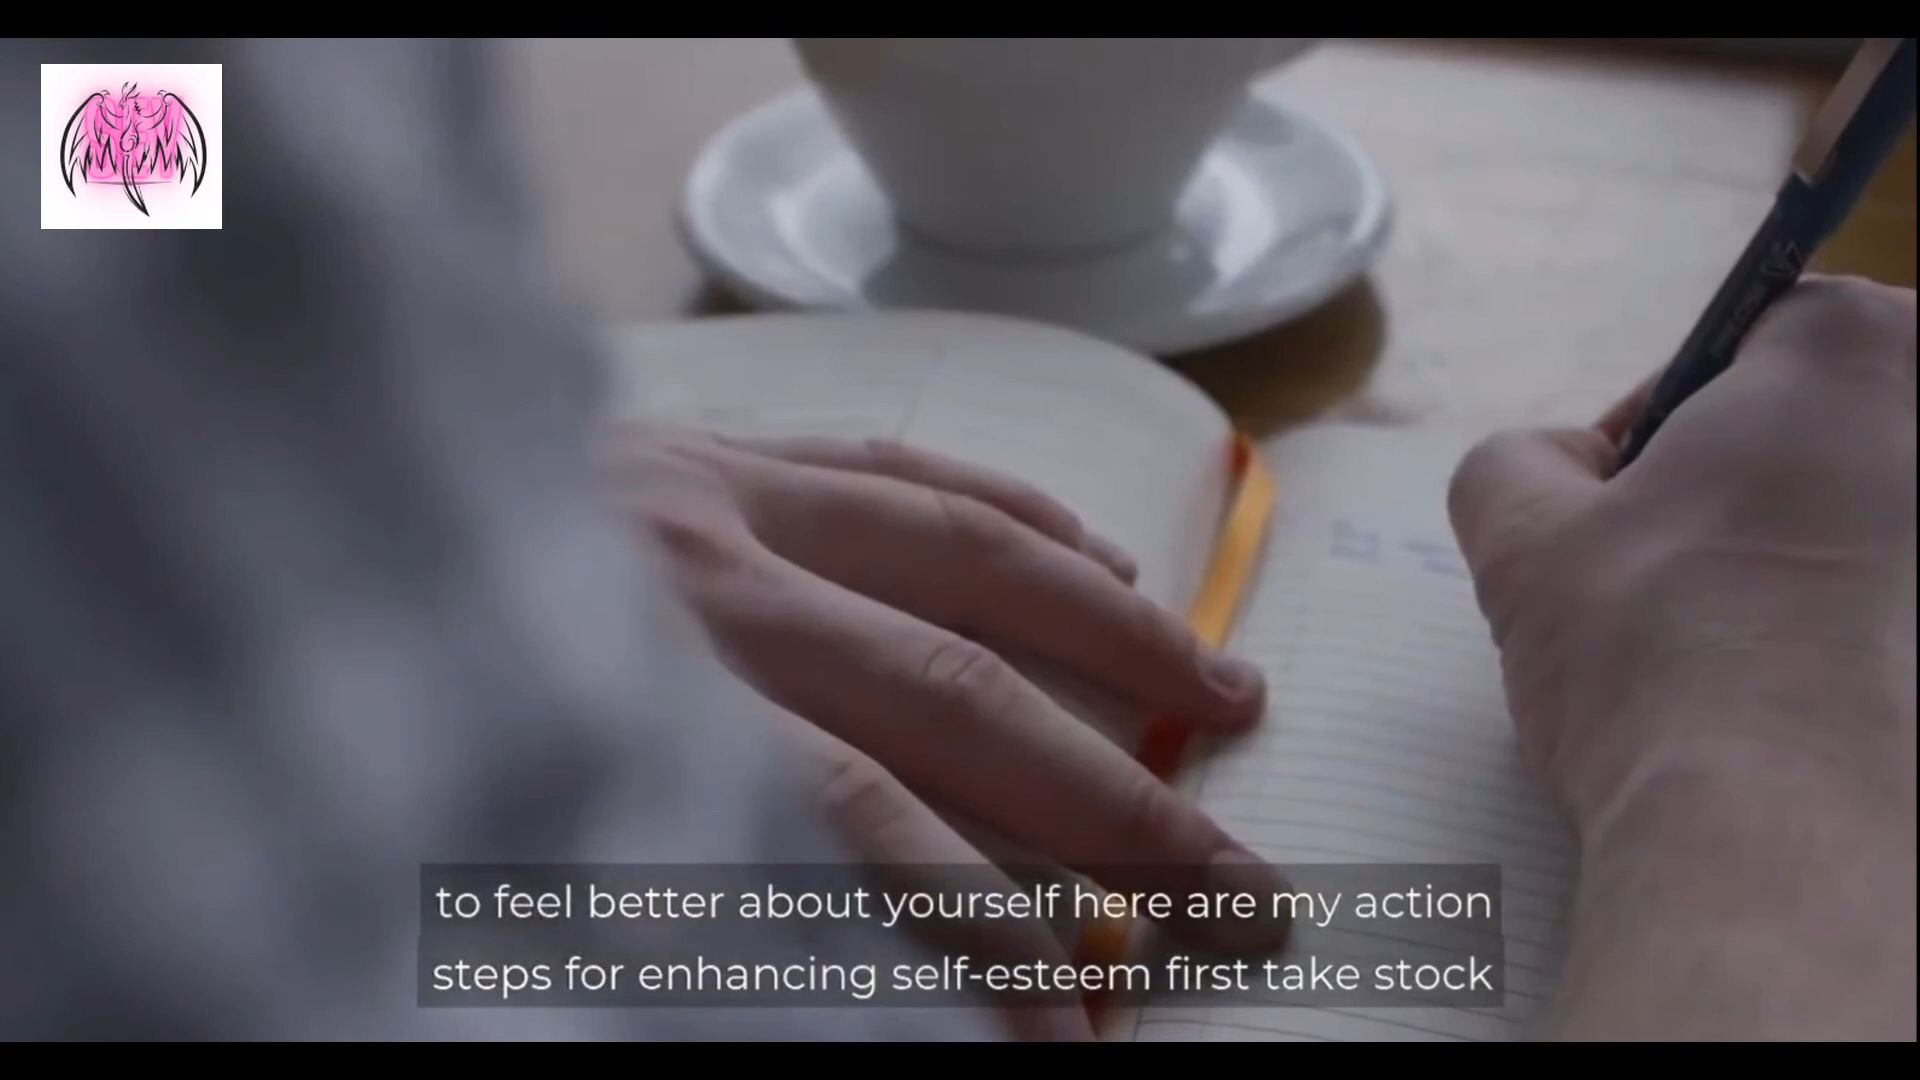 to feel better about yourself here are my action
steps for enhancing self-esteem first take stock